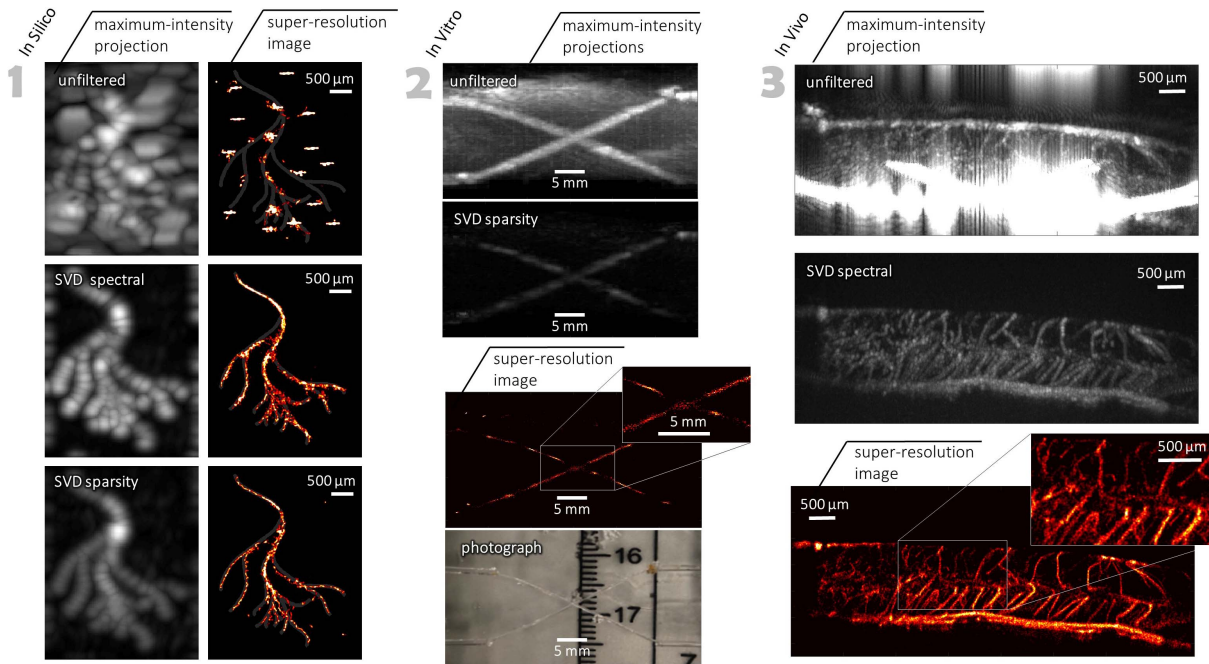 1
In Silico
maximum-intensity
projection
super-resolution
image
unfiltered
500 µm
SVD spectral
500 µm
SVD sparsity
500 µm
2
In Vitro
maximum-intensity
projections
unfiltered
5 mm
SVD sparsity
5 mm
super-resolution
image
5 mm
5 mm
photograph
16
17
5 mm
7
3
In Vivo
maximum-intensity
projection
unfiltered
500 µm
SVD spectral
500 µm
super-resolution
image
500 µm
500 µm